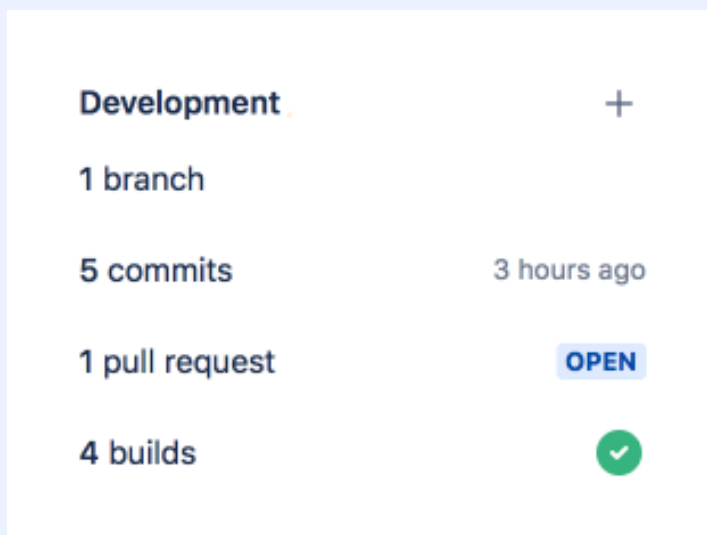 Development
1 branch
5 commits 3 hours ago
1 pull request OPEN
4 builds